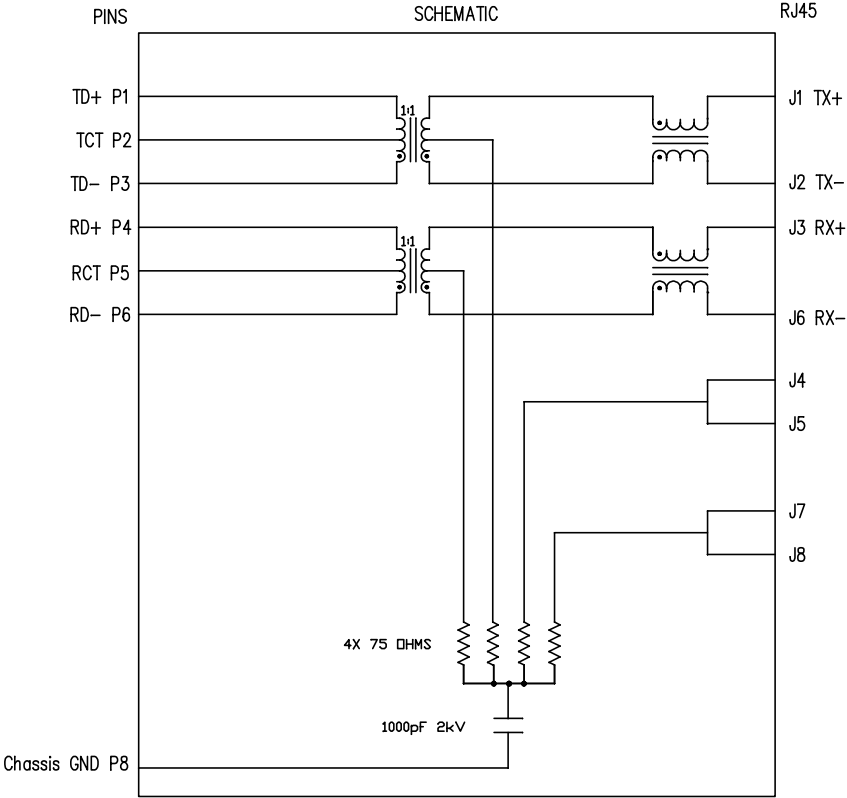 PINS SCHEMATIC RJ45
TD+ P1
1:1
J1 TX+
TCT P2
TD- P3
J2 TX-
RD+ P4
1:1
J3 RX+
RCT P5
RD- P6
J6 RX-
J4
J5
J7
J8
4X 75 OHMS
1000pF 2kV
Chassis GND P8